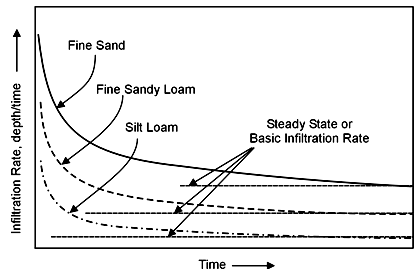 Fine Sand
Fine Sandy Loam
Silt Loam
Steady State or
Basic Infiltration Rate
Infiltration Rate, depth/time
Time